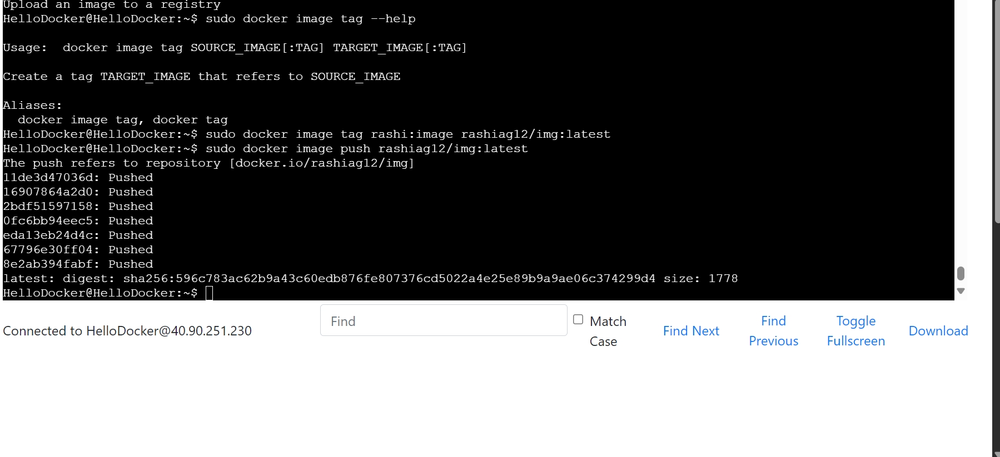 Upload an image to a registry
HelloDocker@HelloDocker:~$ sudo docker image tag --help
Usage:  docker image tag SOURCE_IMAGE[:TAG] TARGET_IMAGE[:TAG]
Create a tag TARGET_IMAGE that refers to SOURCE_IMAGE
Aliases:
  docker image tag, docker tag
HelloDocker@HelloDocker:~$ sudo docker image tag rashi:image rashiag12/img:latest
HelloDocker@HelloDocker:~$ sudo docker image push rashiag12/img:latest
The push refers to repository [docker.io/rashiag12/img]
11de3d47036d: Pushed
16907864a2d0: Pushed
2bdf51597158: Pushed
0fc6bb94eec5: Pushed
eda13eb24d4c: Pushed
67796e30ff04: Pushed
8e2ab394fabf: Pushed
latest: digest: sha256:596c783ac62b9a43c60edb876fe807376cd5022a4e25e89b9a9ae06c374299d4 size: 1778
HelloDocker@HelloDocker:~$
Connected to HelloDocker@40.90.251.230
Find
Match
Case
Find Next
Find
Previous
Toggle
Fullscreen
Download